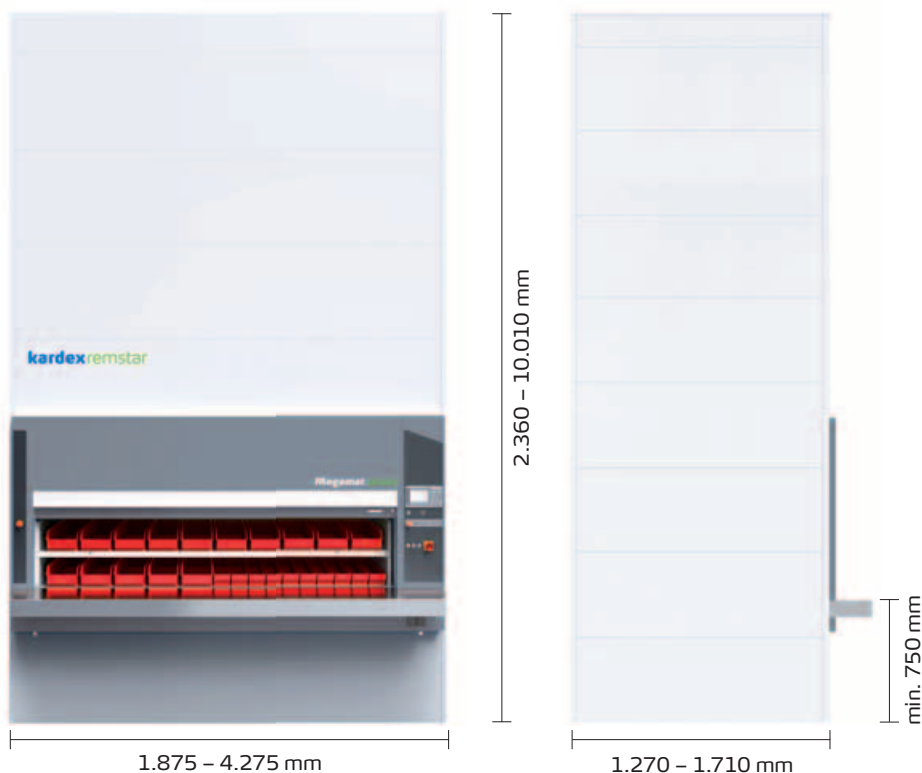 kardexremstar
Megamat
2.360 – 10.010 mm
min. 750 mm
1.875 – 4.275 mm
1.270 – 1.710 mm